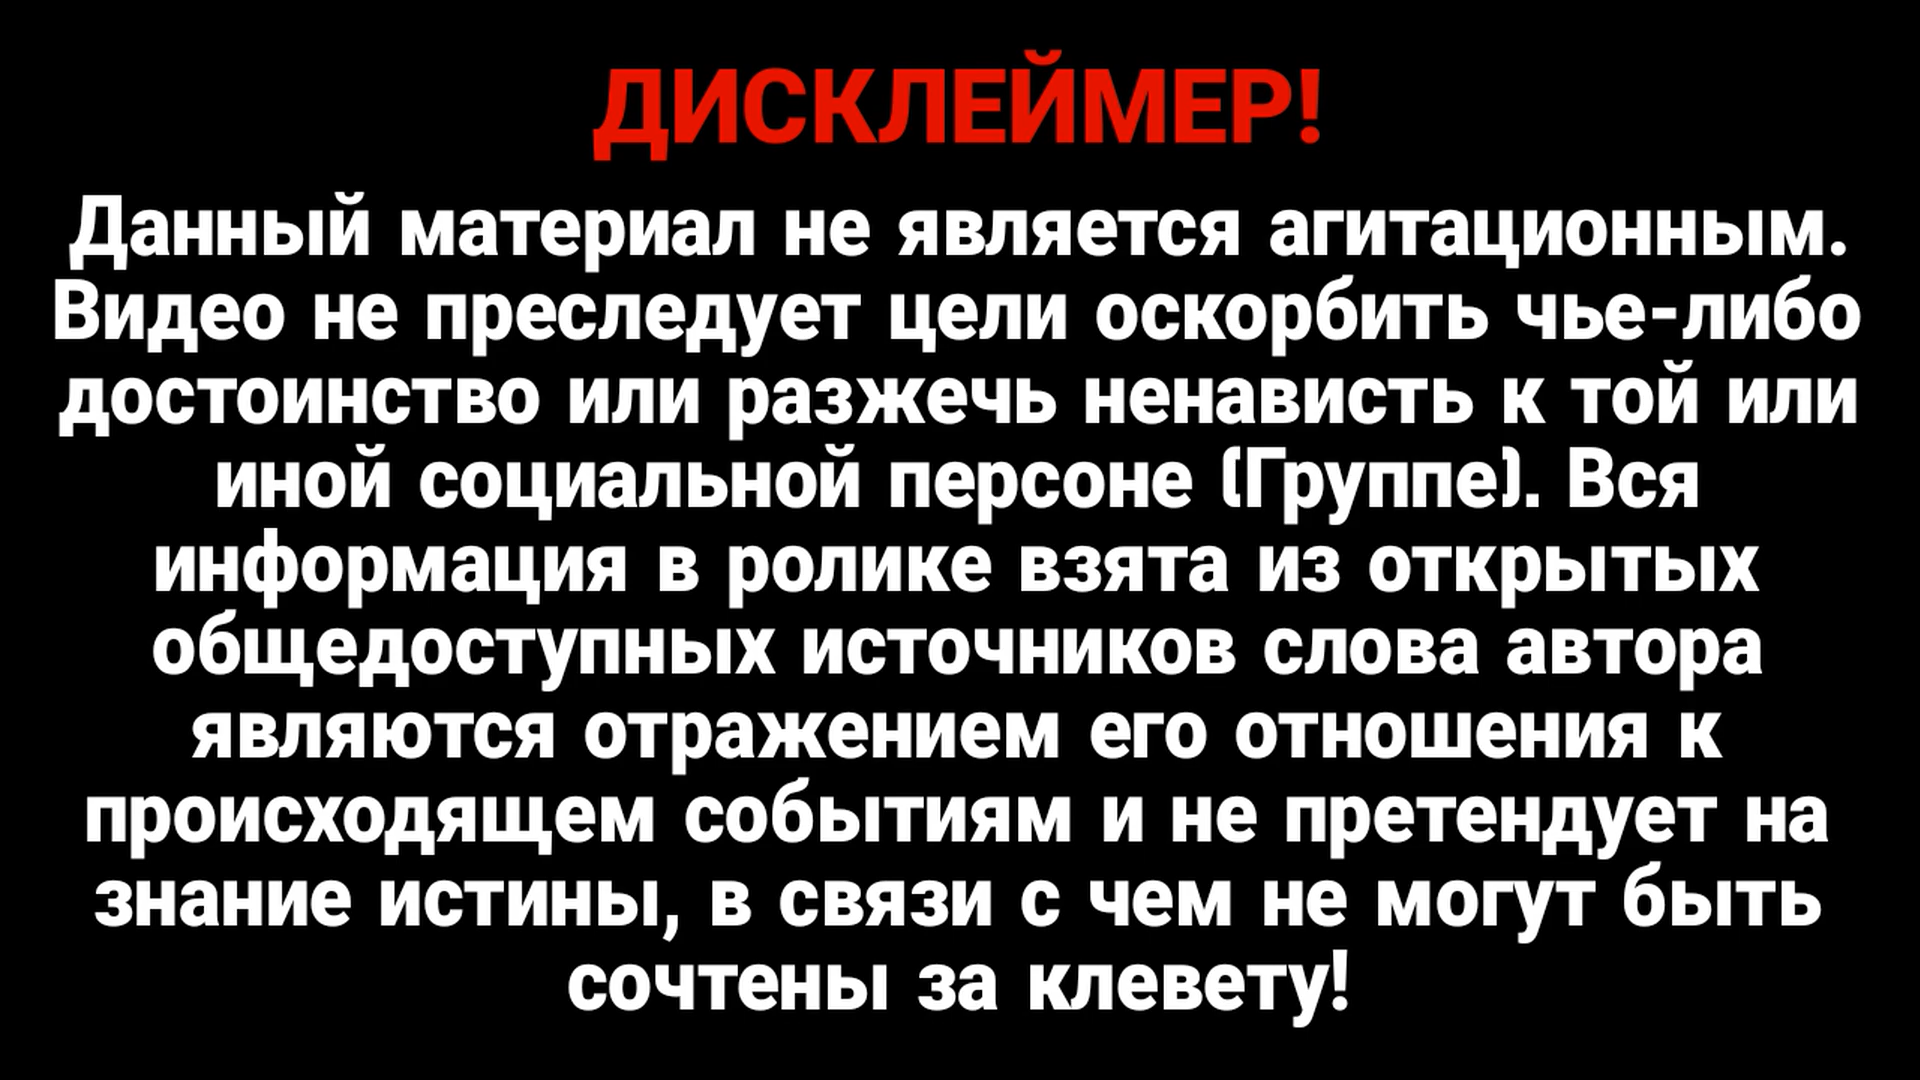 ДИСКЛЕЙМЕР!
Данный материал не является агитационным.
Видео не преследует цели оскорбить чье-либо
достоинство или разжечь ненависть к той или
иной социальной персоне (Группе). Вся
информация в ролике взята из открытых
общедоступных источников слова автора
являются отражением его отношения к
происходящем событиям и не претендует на
знание истины, в связи с чем не могут быть
сочтены за клевету!